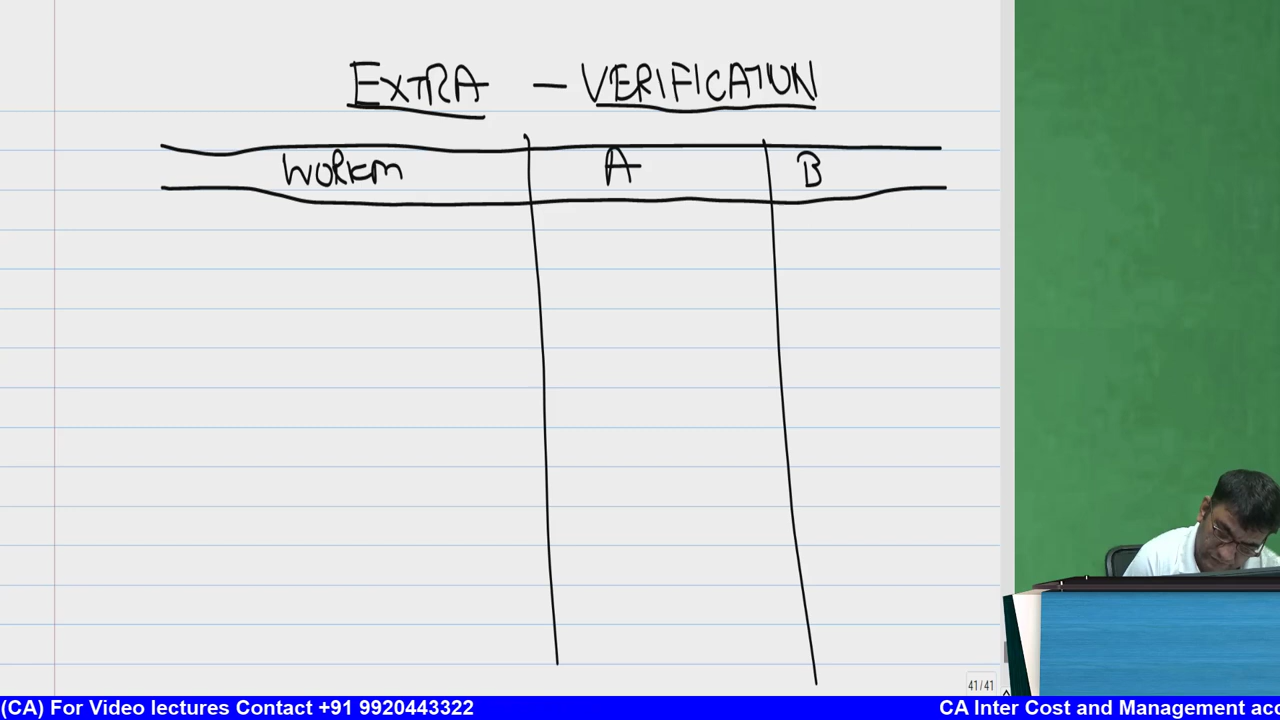 EXTRA - VERIFICATION
WORKm A B
41/41
(CA) For Video lectures Contact +91 9920443322 CA Inter Cost and Management acc